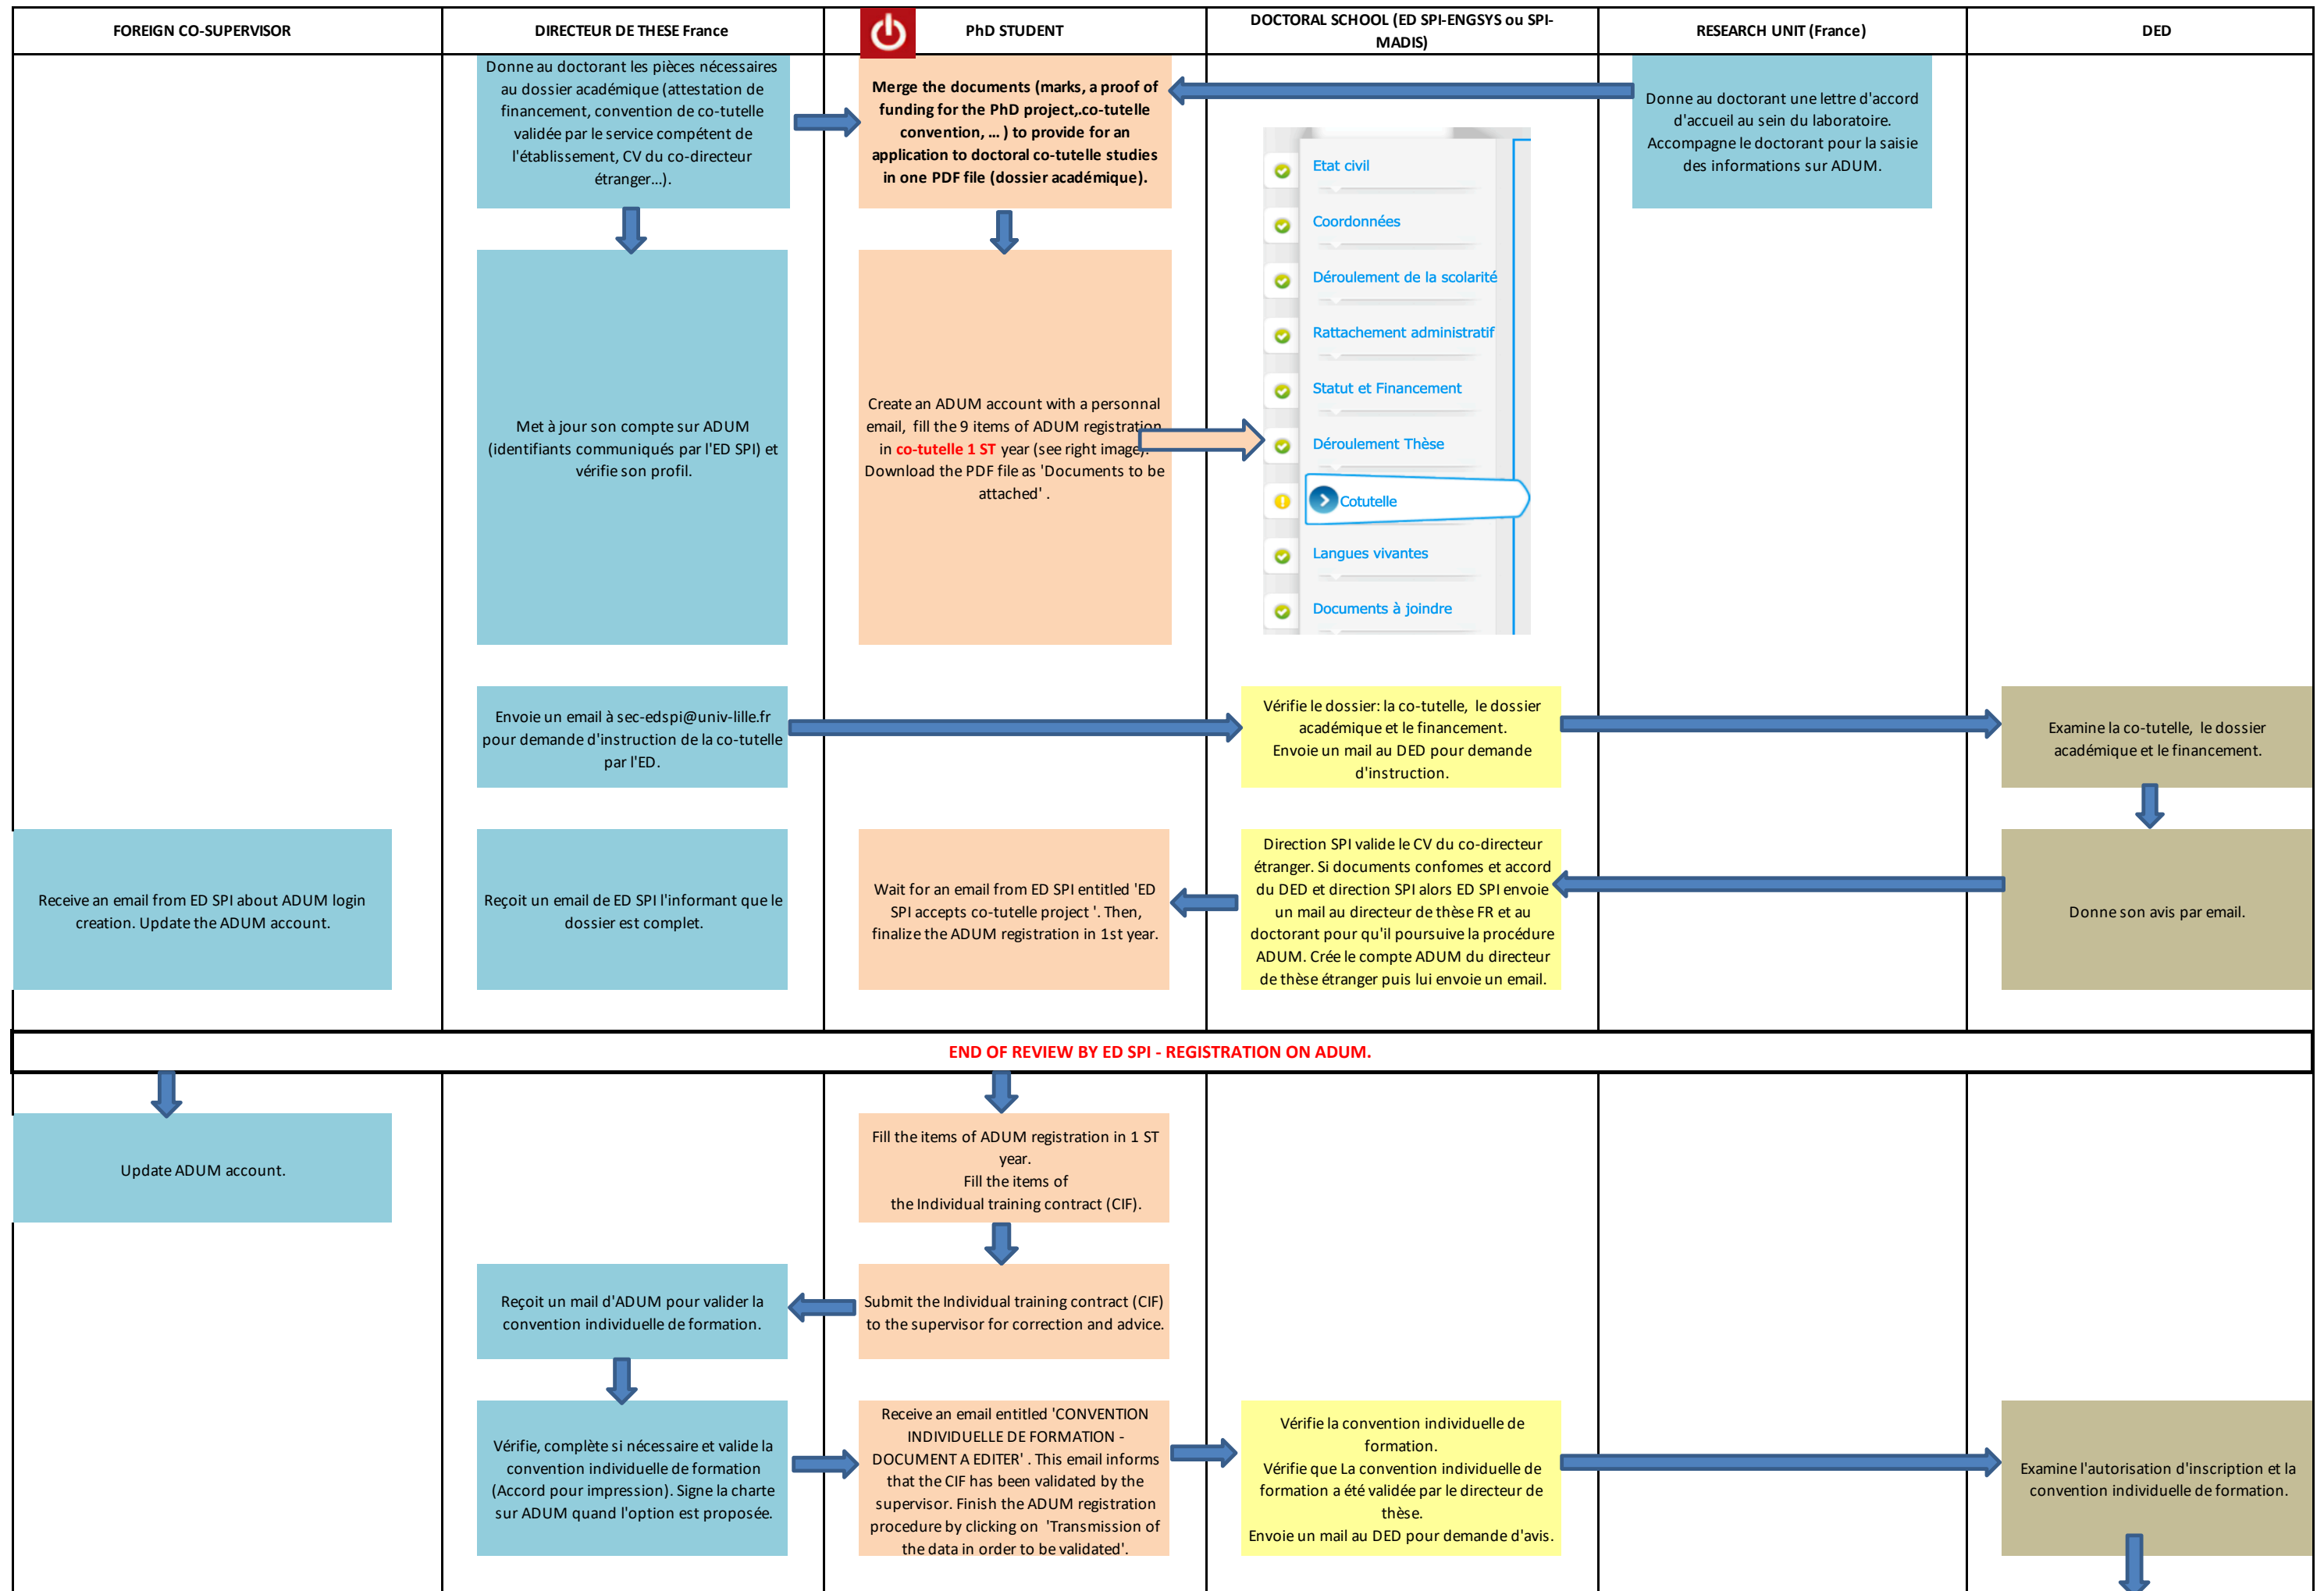 FOREIGN CO-SUPERVISOR
DIRECTEUR DE THESE France
PhD STUDENT
DOCTORAL SCHOOL (ED SPI-ENGSYS ou SPI-
MADIS)
RESEARCH UNIT (France)
DED
Donne au doctorant les pièces nécessaires
au dossier académique (attestation de
financement, convention de co-tutelle
validée par le service compétent de
l'établissement, CV du co-directeur
étranger...).
Merge the documents (marks, a proof of
funding for the PhD project,.co-tutelle
convention, ... ) to provide for an
application to doctoral co-tutelle studies
in one PDF file (dossier académique).
Donne au doctorant une lettre d'accord
d'accueil au sein du laboratoire.
Accompagne le doctorant pour la saisie
des informations sur ADUM.
Met à jour son compte sur ADUM
(identifiants communiqués par l'ED SPI) et
vérifie son profil.
Create an ADUM account with a personnal
email, fill the 9 items of ADUM registration
in co-tutelle 1 ST year (see right image).
Download the PDF file as 'Documents to be
attached' .
Etat civil
Coordonnées
Déroulement de la scolarité
Rattachement administratif
Statut et Financement
Déroulement Thèse
Cotutelle
Langues vivantes
Documents à joindre
Envoie un email à sec-edspi@univ-lille.fr
pour demande d'instruction de la co-tutelle
par l'ED.
Vérifie le dossier: la co-tutelle, le dossier
académique et le financement.
Envoie un mail au DED pour demande
d'instruction.
Examine la co-tutelle, le dossier
académique et le financement.
Receive an email from ED SPI about ADUM login
creation. Update the ADUM account.
Reçoit un email de ED SPI l'informant que le
dossier est complet.
Wait for an email from ED SPI entitled 'ED
SPI accepts co-tutelle project '. Then,
finalize the ADUM registration in 1st year.
Direction SPI valide le CV du co-directeur
étranger. Si documents confomes et accord
du DED et direction SPI alors ED SPI envoie
un mail au directeur de thèse FR et au
doctorant pour qu'il poursuive la procédure
ADUM. Crée le compte ADUM du directeur
de thèse étranger puis lui envoie un email.
Donne son avis par email.
END OF REVIEW BY ED SPI - REGISTRATION ON ADUM.
Update ADUM account.
Fill the items of ADUM registration in 1 ST
year.
Fill the items of
the Individual training contract (CIF).
Reçoit un mail d'ADUM pour valider la
convention individuelle de formation.
Submit the Individual training contract (CIF)
to the supervisor for correction and advice.
Vérifie, complète si nécessaire et valide la
convention individuelle de formation
(Accord pour impression). Signe la charte
sur ADUM quand l'option est proposée.
Receive an email entitled 'CONVENTION
INDIVIDUELLE DE FORMATION -
DOCUMENT A EDITER' . This email informs
that the CIF has been validated by the
supervisor. Finish the ADUM registration
procedure by clicking on 'Transmission of
the data in order to be validated'.
Vérifie la convention individuelle de
formation.
Vérifie que La convention individuelle de
formation a été validée par le directeur de
thèse.
Envoie un mail au DED pour demande d'avis.
Examine l'autorisation d'inscription et la
convention individuelle de formation.